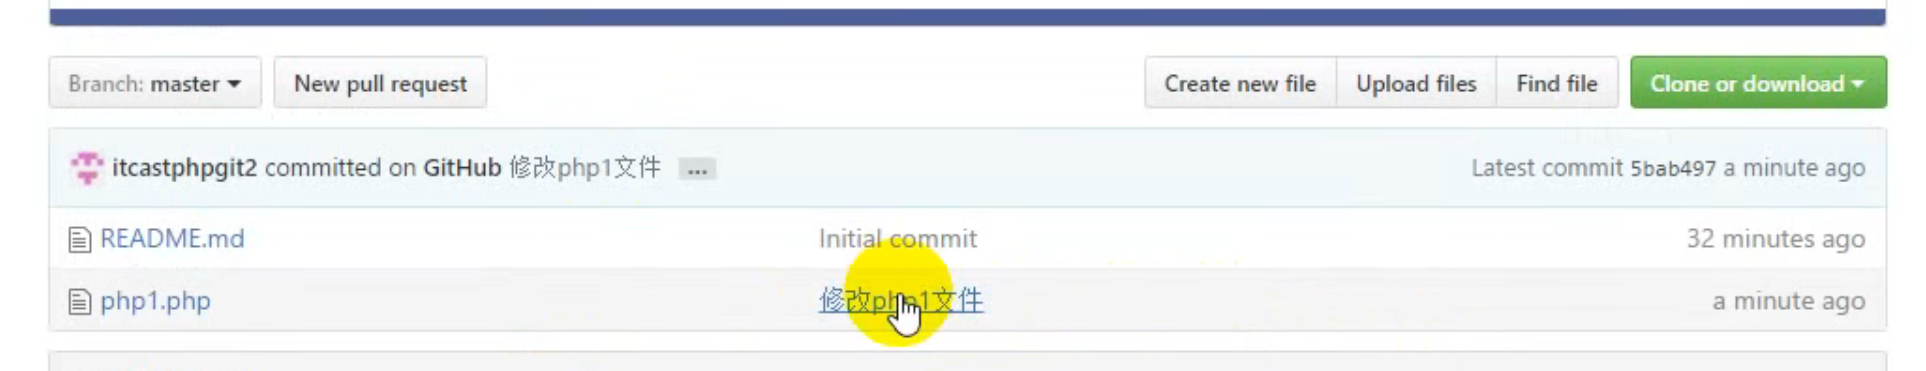 Branch: master New pull request Create new file Upload files Find file Clone or download
itcastphpgit2 committed on GitHub 修改php1文件 ... Latest commit 5bab497 a minute ago
README.md Initial commit 32 minutes ago
php1.php 修改php1文件 a minute ago